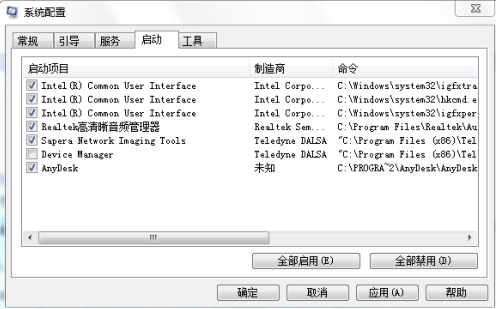 系统配置
常规 引导 服务 启动 工具
启动项目 制造商 命令
Intel(R) Common User Interface Intel Corpo... C:\Windows\system32\igfxtra
Intel(R) Common User Interface Intel Corpo... C:\Windows\system32\hkcmd.e
Intel(R) Common User Interface Intel Corpo... C:\Windows\system32\igfxper
Realtek高清晰音频管理器 Realtek Sem... C:\Program Files\Realtek\Au
Sapera Network Imaging Tools Teledyne DALSA "C:\Program Files (x86)\Tel
Device Manager Teledyne DALSA "C:\Program Files (x86)\Tel
AnyDesk 未知 C:\PROGRA~2\AnyDesk\AnyDesk
全部启用(E) 全部禁用(D)
确定 取消 应用(A) 帮助